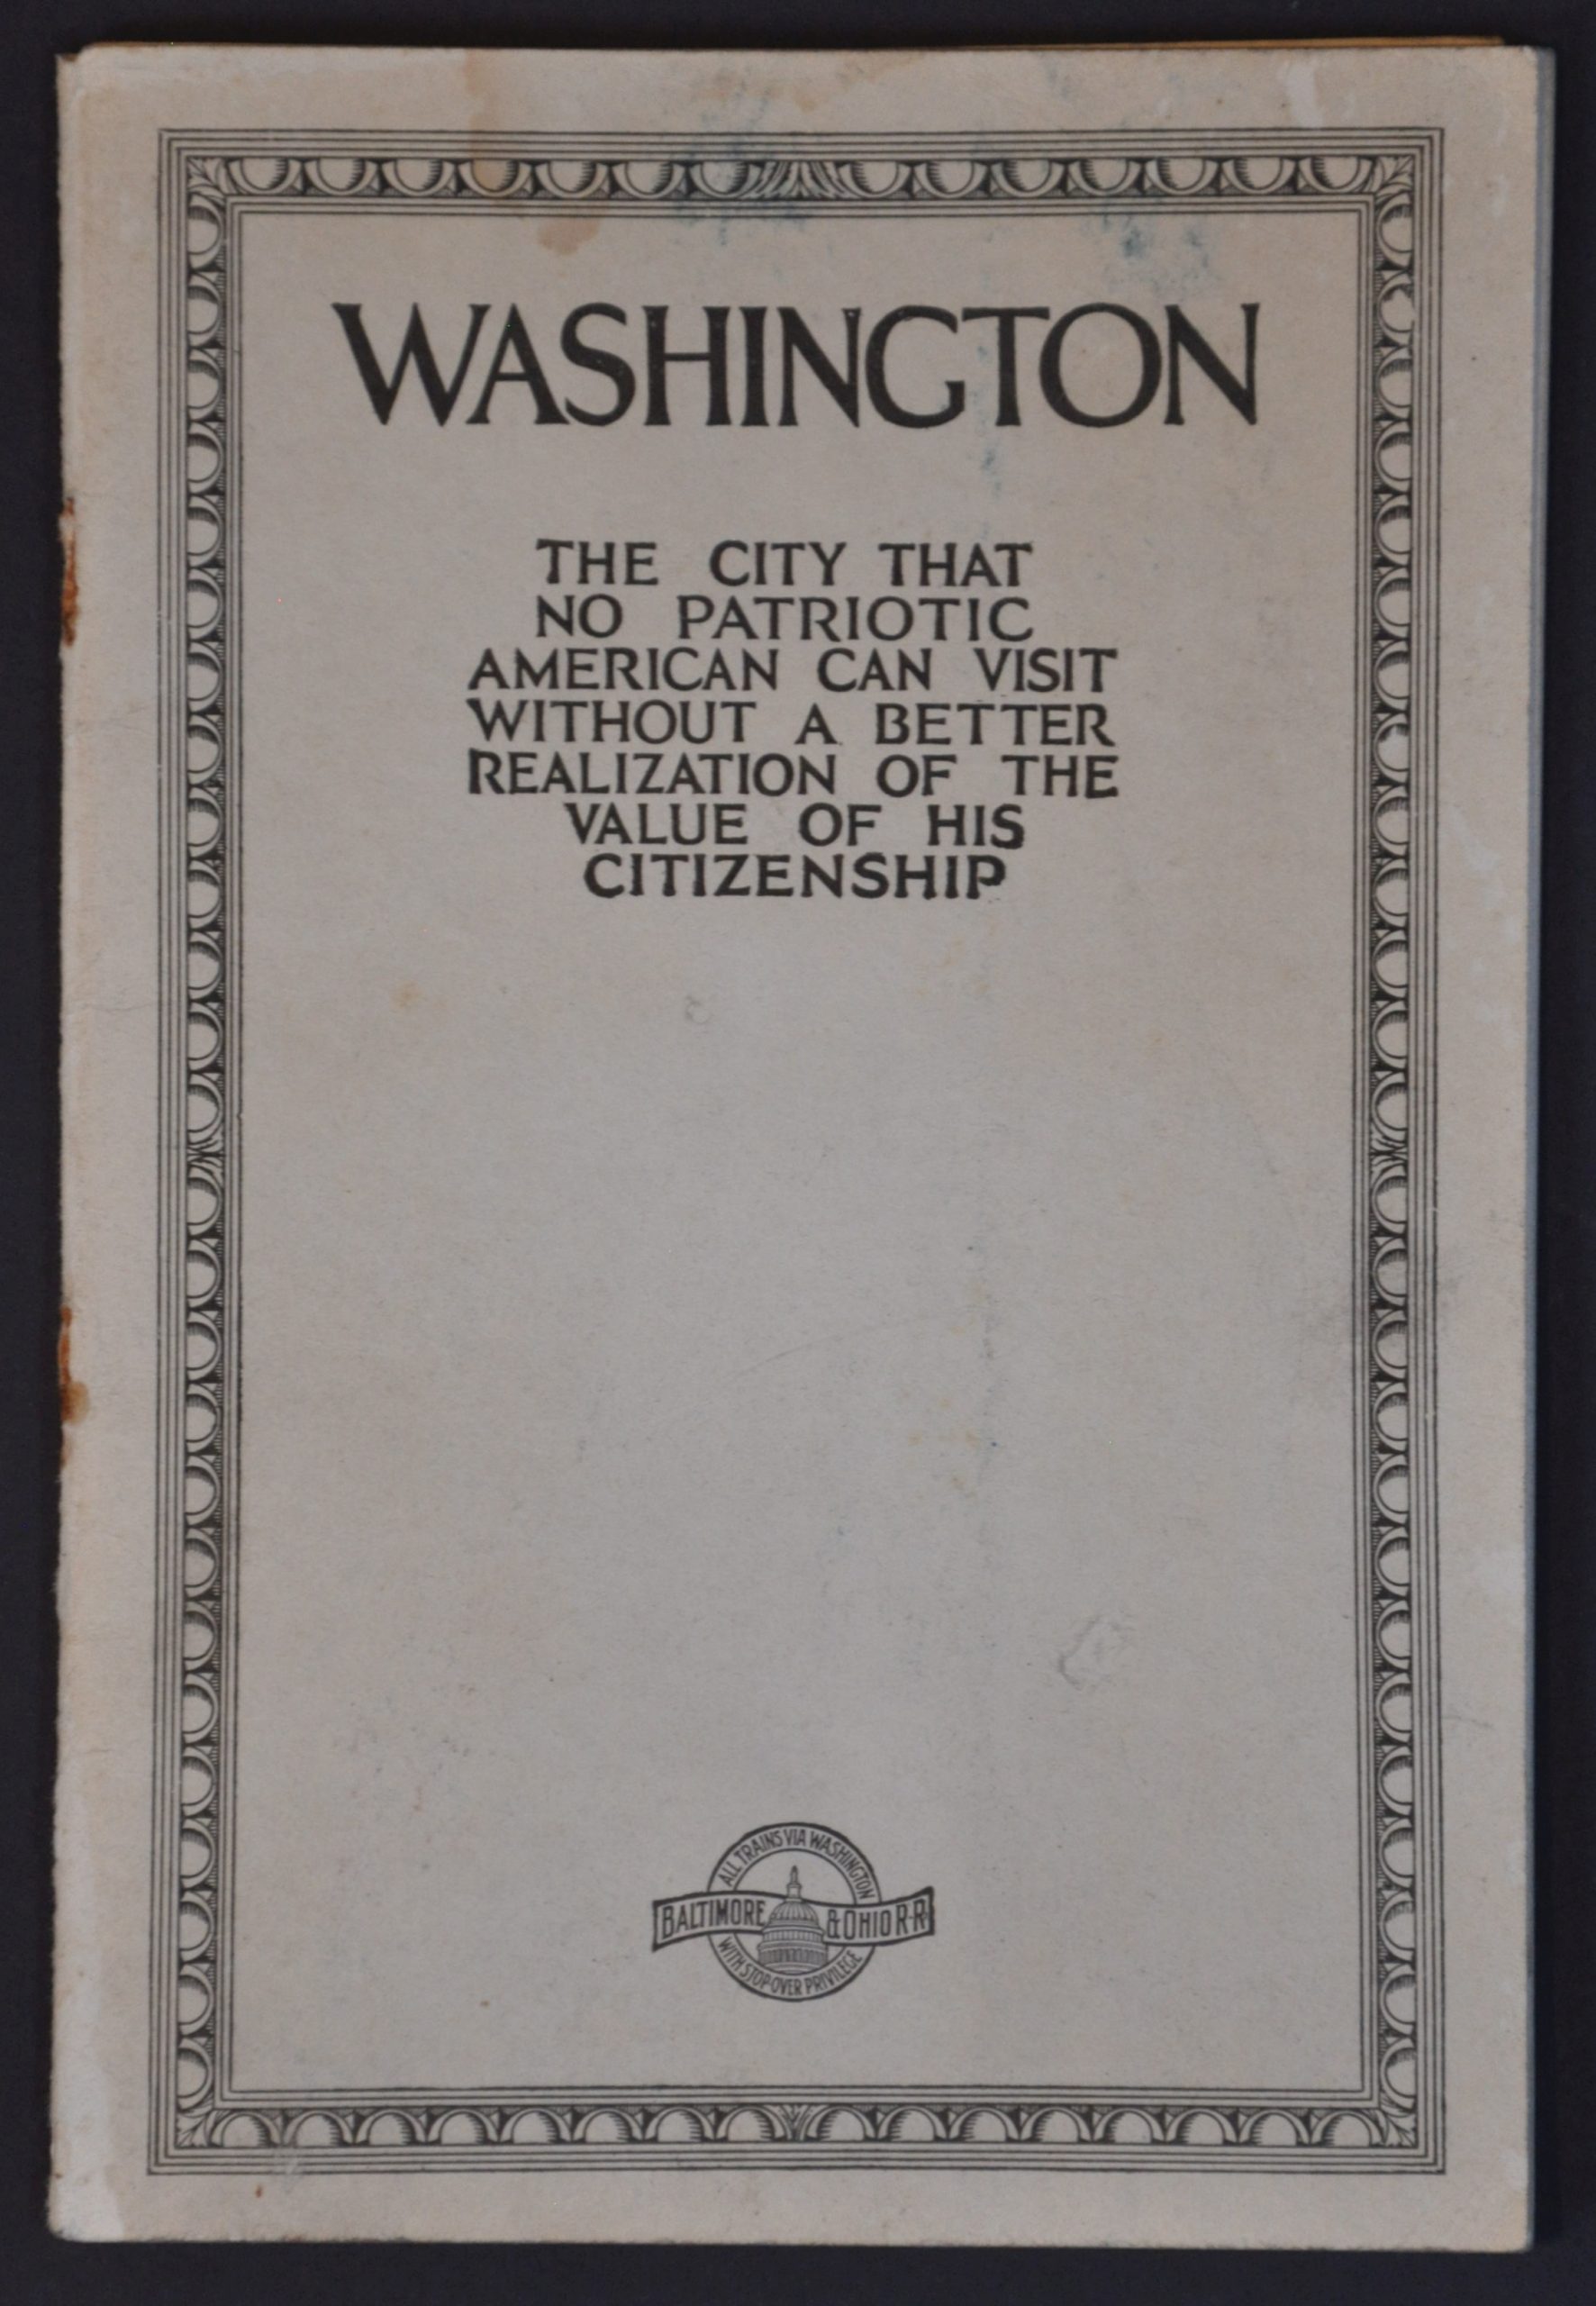 WASHINGTON
THE CITY THAT
NO PATRIOTIC
AMERICAN CAN VISIT
WITHOUT A BETTER
REALIZATION OF THE
VALUE OF HIS
CITIZENSHIP
ALL TRAINS VIA WASHINGTON
BALTIMORE & OHIO R.R.
WITH STOP-OVER PRIVILEGE